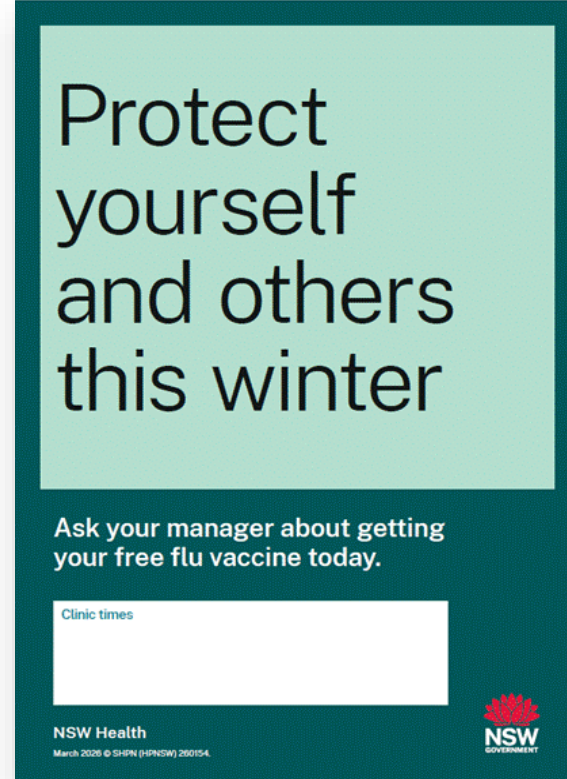 Protect
yourself
and others
this winter
Ask your manager about getting
your free flu vaccine today.
Clinic times
NSW Health
March 2026 © SHPN (HPNSW) 260154.
NSW
GOVERNMENT